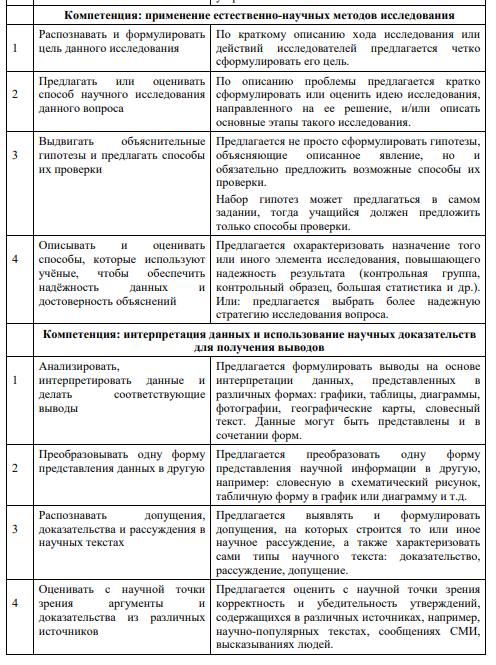 Компетенция: применение естественно-научных методов исследования
1
Распознавать и формулировать
цель данного исследования
По краткому описанию хода исследования или
действий исследователей предлагается четко
сформулировать его цель.
2
Предлагать или оценивать
способ научного исследования
данного вопроса
По описанию проблемы предлагается кратко
сформулировать или оценить идею исследования,
направленного на ее решение, и/или описать
основные этапы такого исследования.
3
Выдвигать объяснительные
гипотезы и предлагать способы
их проверки
Предлагается не просто сформулировать гипотезы,
объясняющие описанное явление, но и
обязательно предложить возможные способы их
проверки.
Набор гипотез может предлагаться в самом
задании, тогда учащийся должен предложить
только способы проверки.
4
Описывать и оценивать
способы, которые используют
учёные, чтобы обеспечить
надёжность данных и
достоверность объяснений
Предлагается охарактеризовать назначение того
или иного элемента исследования, повышающего
надежность результата (контрольная группа,
контрольный образец, большая статистика и др.).
Или: предлагается выбрать более надежную
стратегию исследования вопроса.
Компетенция: интерпретация данных и использование научных доказательств
для получения выводов
1
Анализировать,
интерпретировать данные и
делать соответствующие
выводы
Предлагается формулировать выводы на основе
интерпретации данных, представленных в
различных формах: графики, таблицы, диаграммы,
фотографии, географические карты, словесный
текст. Данные могут быть представлены и в
сочетании форм.
2
Преобразовывать одну форму
представления данных в другую
Предлагается преобразовать одну форму
представления научной информации в другую,
например: словесную в схематический рисунок,
табличную форму в график или диаграмму и т.д.
3
Распознавать допущения,
доказательства и рассуждения в
научных текстах
Предлагается выявлять и формулировать
допущения, на которых строится то или иное
научное рассуждение, а также характеризовать
сами типы научного текста: доказательство,
рассуждение, допущение.
4
Оценивать с научной точки
зрения аргументы и
доказательства из различных
источников
Предлагается оценить с научной точки зрения
корректность и убедительность утверждений,
содержащихся в различных источниках, например,
научно-популярных текстах, сообщениях СМИ,
высказываниях людей.